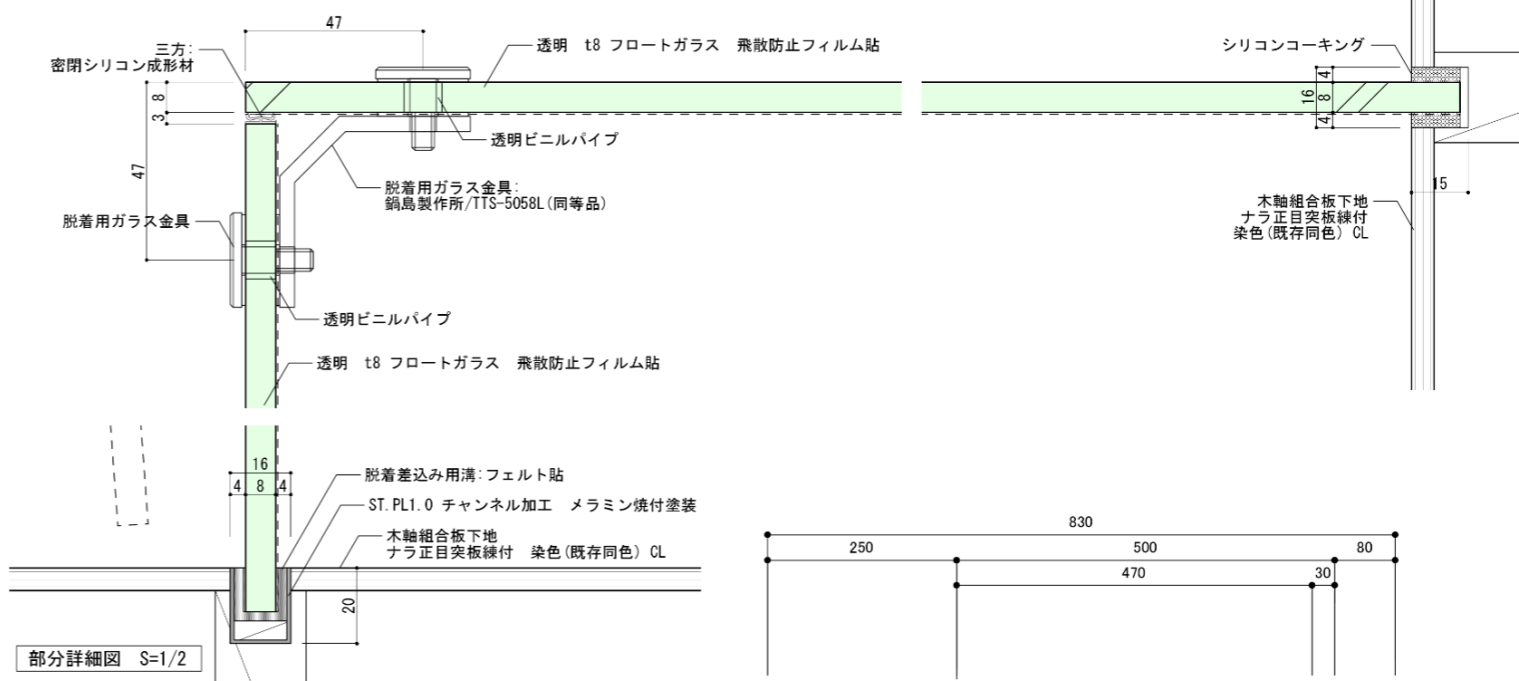 47
三方:
密閉シリコン成形材
透明　t8 フロートガラス　飛散防止フィルム貼
シリコンコーキング
8
3
47
4
8
4
16
透明ビニルパイプ
脱着用ガラス金具:
鍋島製作所/TTS-5058L(同等品)
脱着用ガラス金具
15
木軸組合板下地
ナラ正目突板練付
染色(既存同色) CL
透明ビニルパイプ
透明　t8 フロートガラス　飛散防止フィルム貼
16
4 8 4
脱着差込み用溝:フェルト貼
ST.PL1.0 チャンネル加工　メラミン焼付塗装
木軸組合板下地
ナラ正目突板練付　染色(既存同色) CL
20
830
250 500 80
470 30
部分詳細図　S=1/2